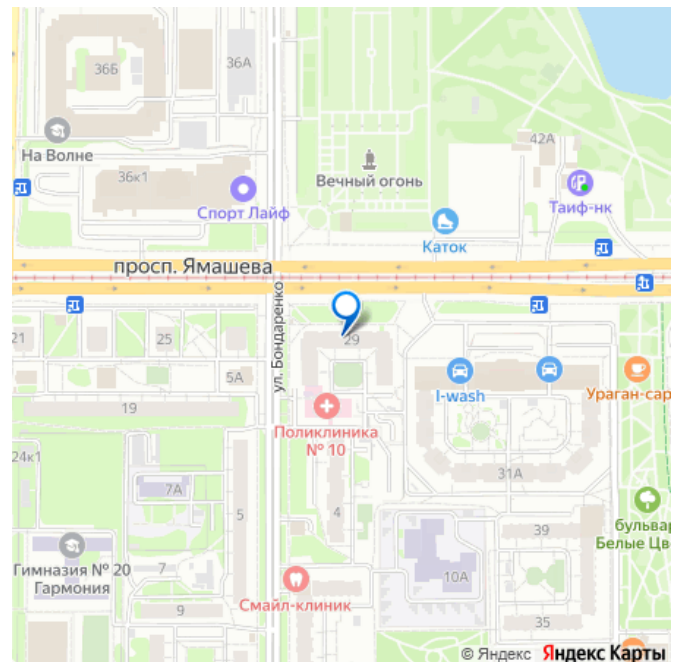 36Б
36А
42А
На Волне
Вечный огонь
36к1
Спорт Лайф
Таиф-нк
Каток
просп. Ямашева
ул. Бондаренко
21
25
29
5А
I-wash
Ураган-сар
19
Поликлиника
№ 10
24к1
7А
31А
5
4
39
бульвар
Белые Цв
Гимназия № 20
Гармония
7
10А
Смайл-клиник
9
35
© Яндекс Яндекс Карты